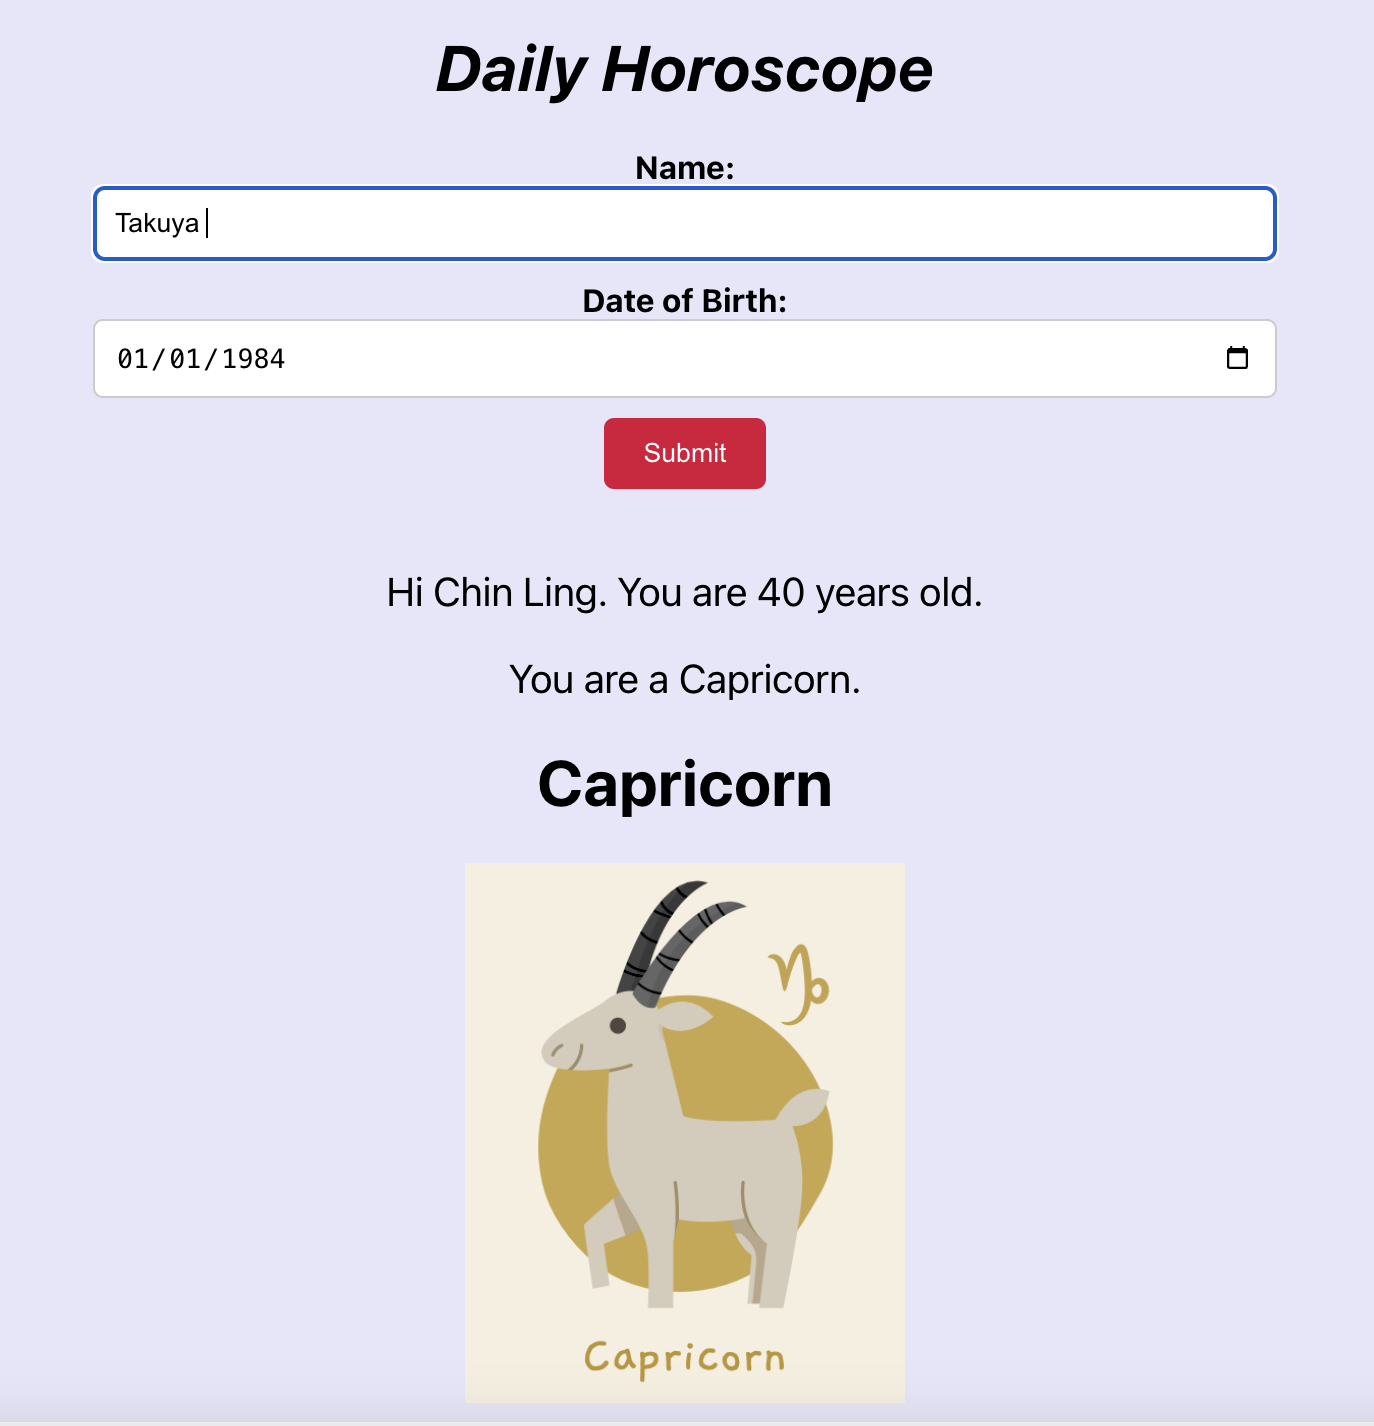 Daily Horoscope
Name:
Takuya
Date of Birth:
01/01/1984
Submit
Hi Chin Ling. You are 40 years old.
You are a Capricorn.
Capricorn
Capricorn